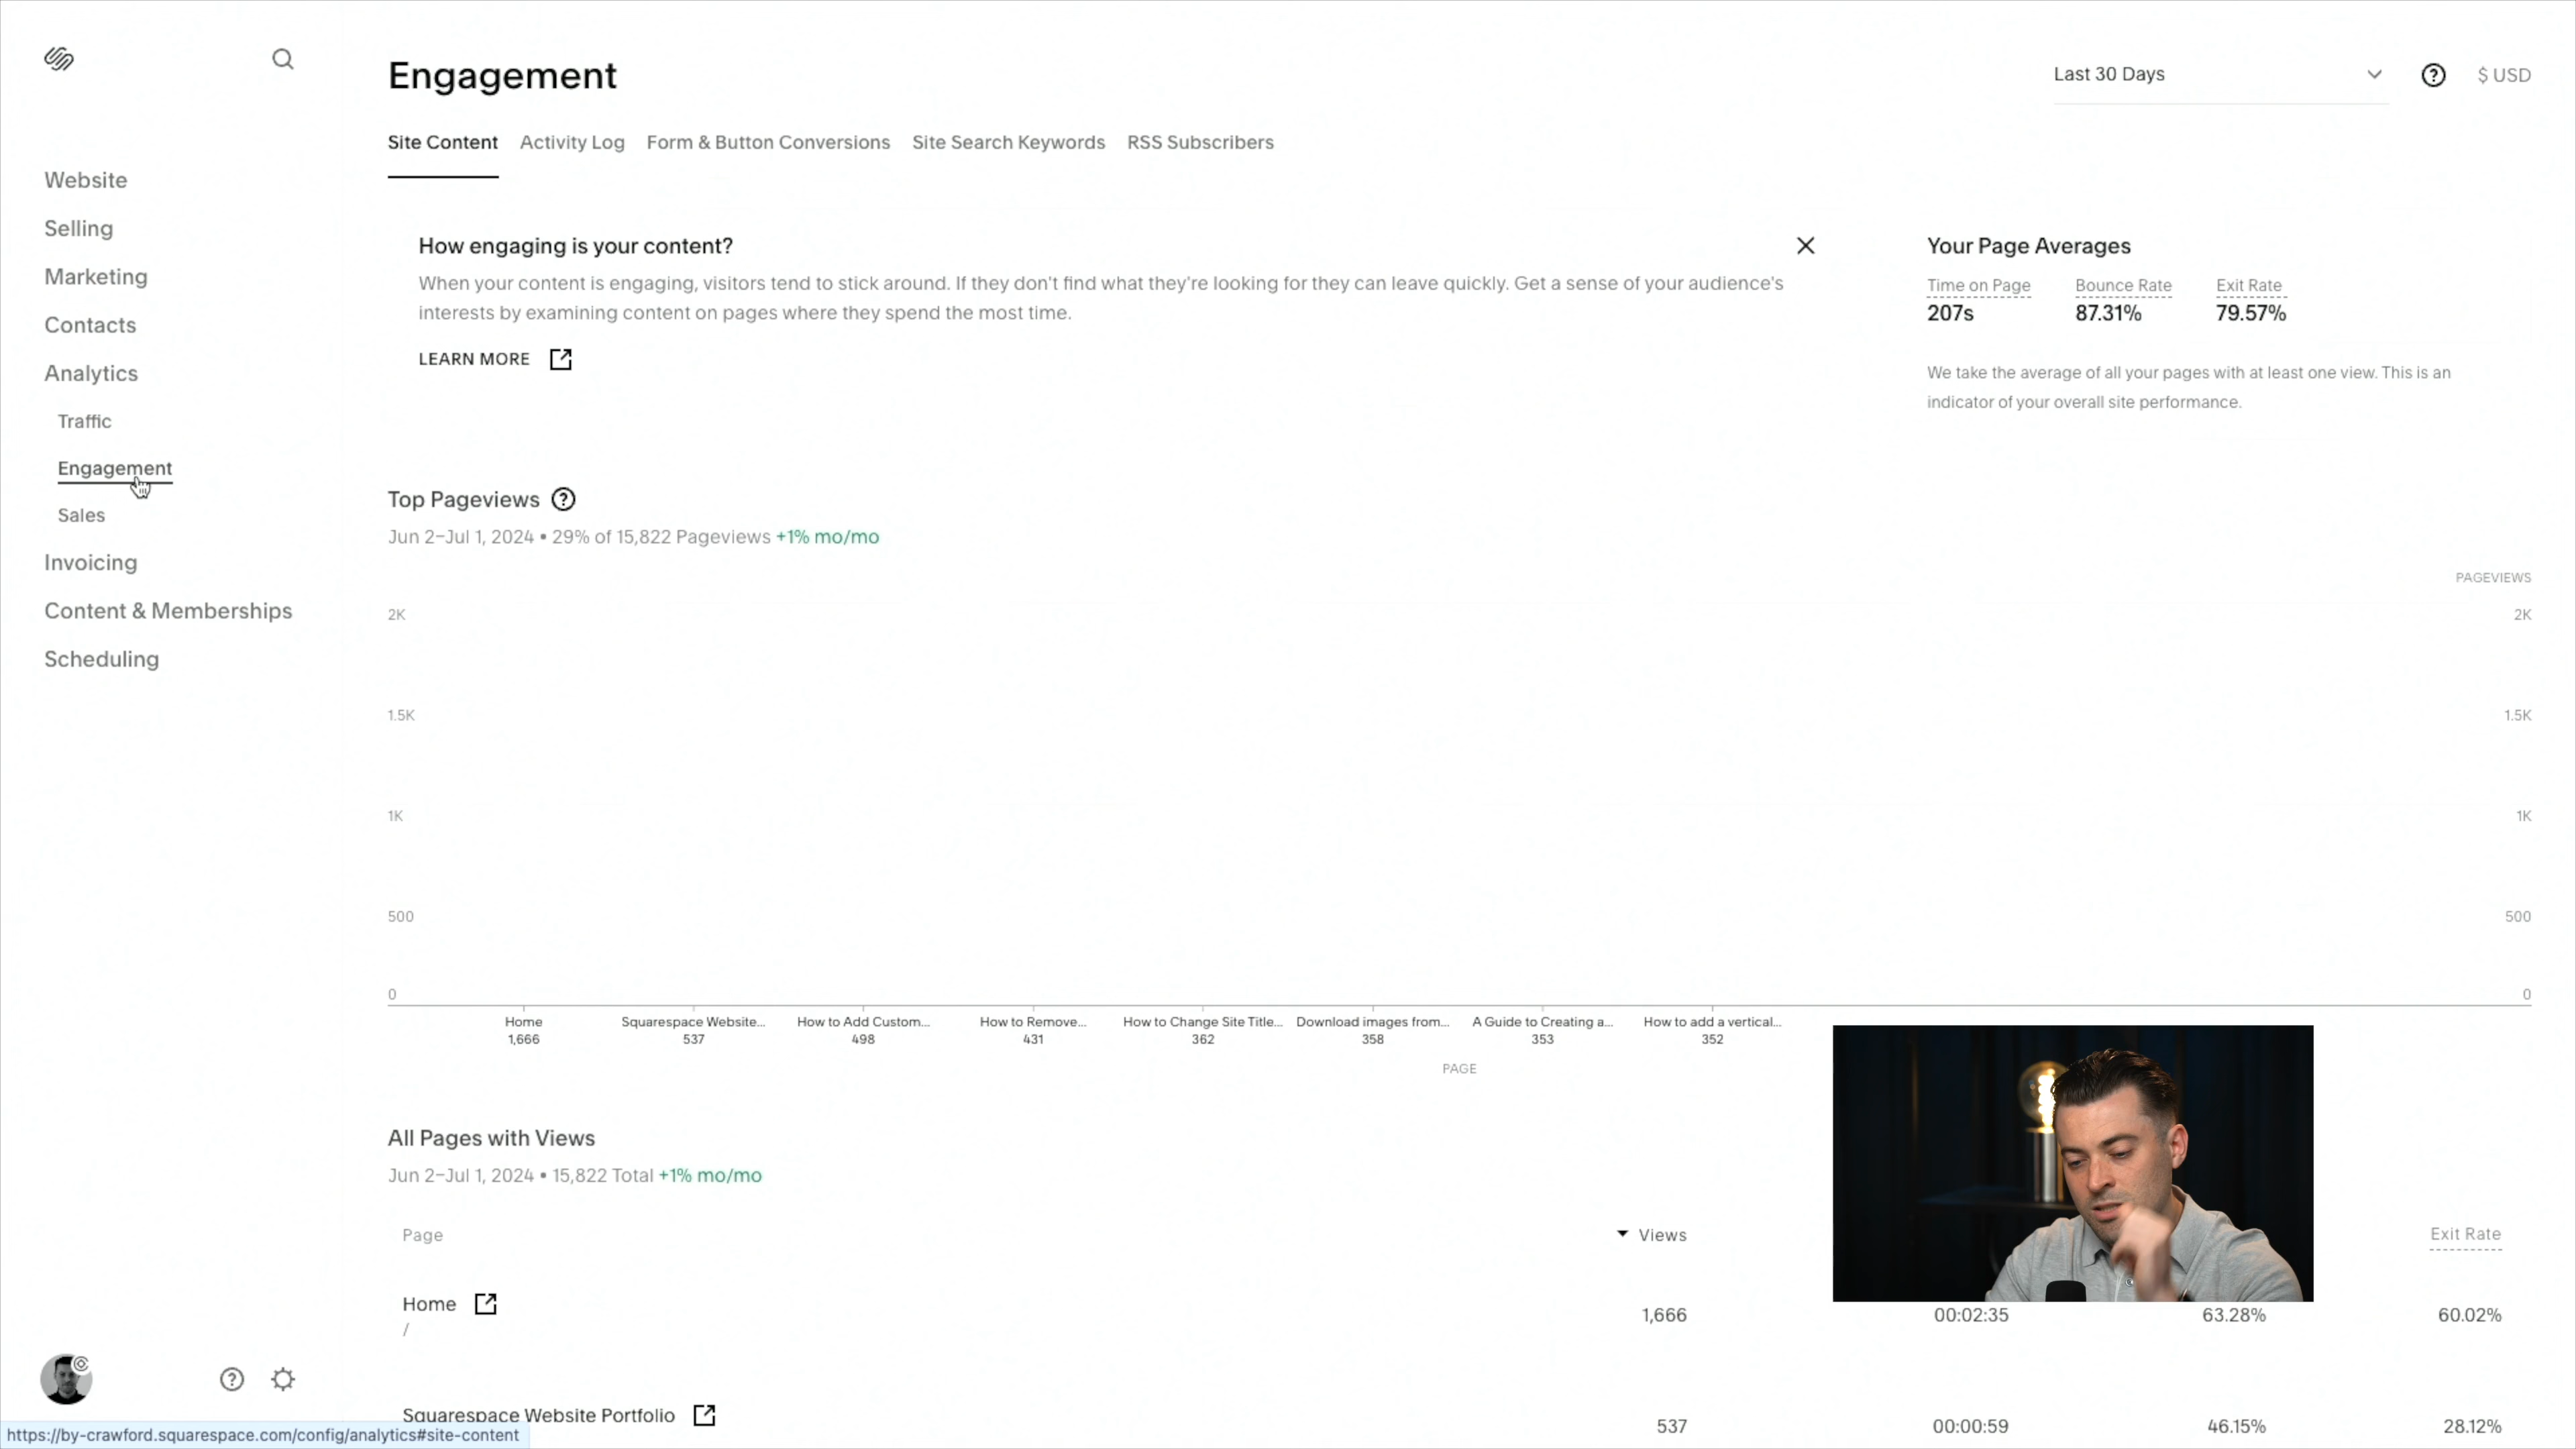 Engagement
Last 30 Days
$ USD
Site Content Activity Log Form & Button Conversions Site Search Keywords RSS Subscribers
Website
Selling
Marketing
Contacts
Analytics
Traffic
Engagement
Sales
Invoicing
Content & Memberships
Scheduling
How engaging is your content?
When your content is engaging, visitors tend to stick around. If they don't find what they're looking for they can leave quickly. Get a sense of your audience's
interests by examining content on pages where they spend the most time.
LEARN MORE
Your Page Averages
Time on Page Bounce Rate Exit Rate
207s 87.31% 79.57%
We take the average of all your pages with at least one view. This is an
indicator of your overall site performance.
Top Pageviews
Jun 2–Jul 1, 2024 • 29% of 15,822 Pageviews +1% mo/mo
PAGEVIEWS
2K 2K
1.5K 1.5K
1K 1K
500 500
0 0
Home Squarespace Website... How to Add Custom... How to Remove... How to Change Site Title... Download images from... A Guide to Creating a... How to add a vertical...
1,666 537 498 431 362 358 353 352
PAGE
All Pages with Views
Jun 2–Jul 1, 2024 • 15,822 Total +1% mo/mo
Page Views Exit Rate
Home 1,666 00:02:35 63.28% 60.02%
/
Squarespace Website Portfolio 537 00:00:59 46.15% 28.12%
https://by-crawford.squarespace.com/config/analytics#site-content